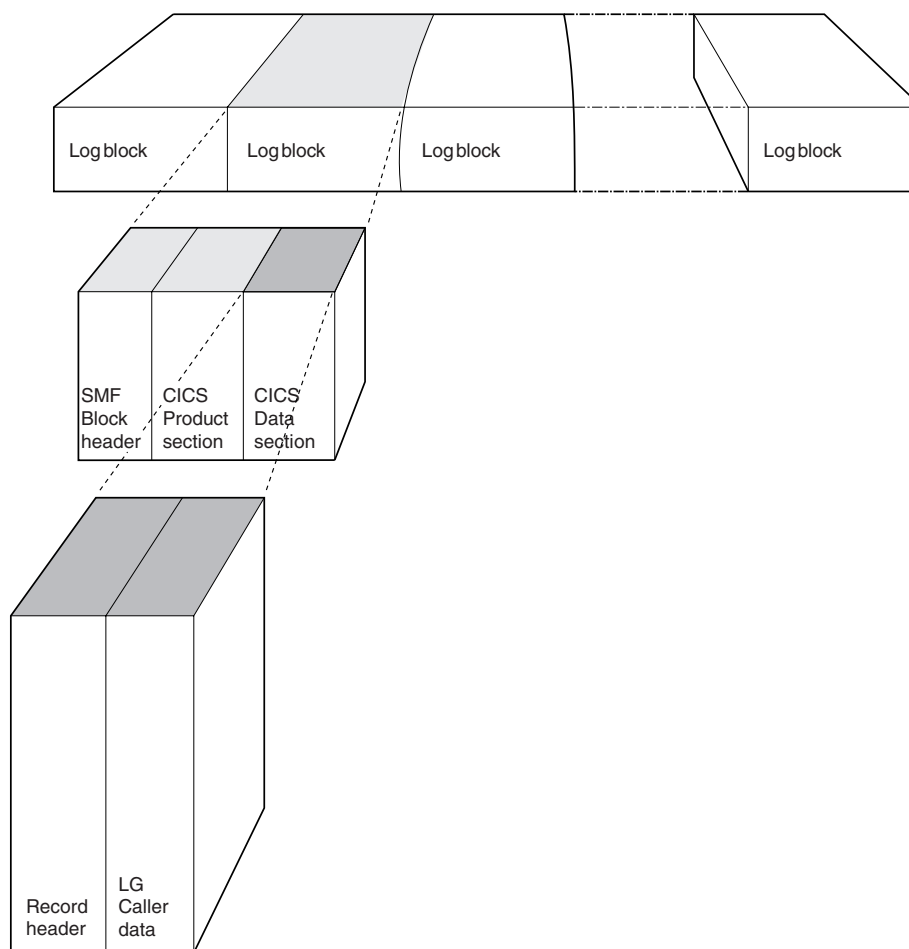 Log block
Log block
Log block
Log block
SMF
Block
header
CICS
Product
section
CICS
Data
section
Record
header
LG
Caller
data